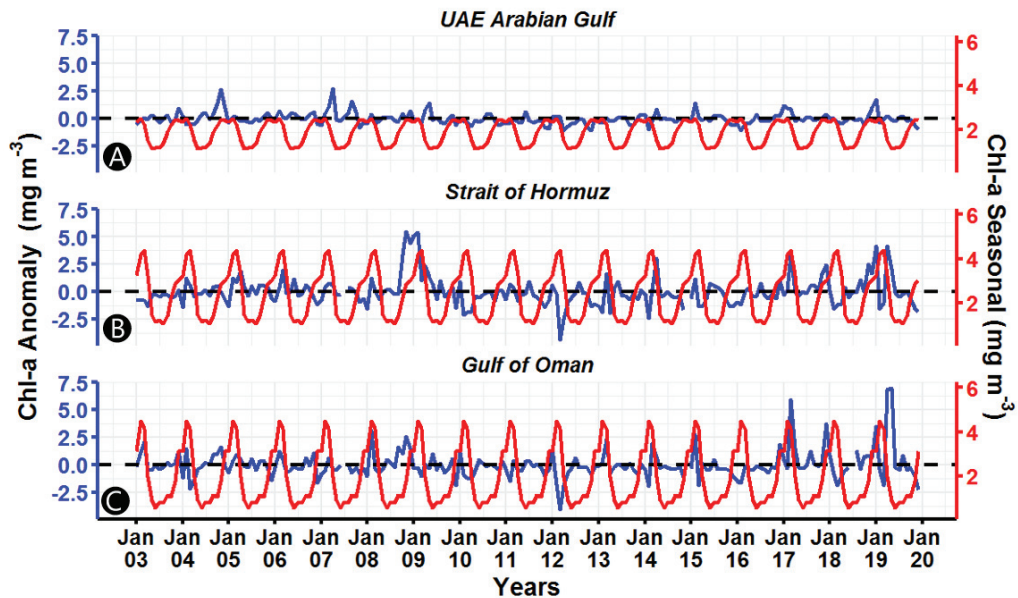 UAE Arabian Gulf
7.5
5.0
2.5
0.0
-2.5
6
4
2
A
Strait of Hormuz
7.5
5.0
2.5
0.0
-2.5
6
4
2
B
Gulf of Oman
7.5
5.0
2.5
0.0
-2.5
6
4
2
C
Chl-a Anomaly (mg m⁻³)
Chl-a Seasonal (mg m⁻³)
Jan Jan Jan Jan Jan Jan Jan Jan Jan Jan Jan Jan Jan Jan Jan Jan Jan Jan
03 04 05 06 07 08 09 10 11 12 13 14 15 16 17 18 19 20
Years